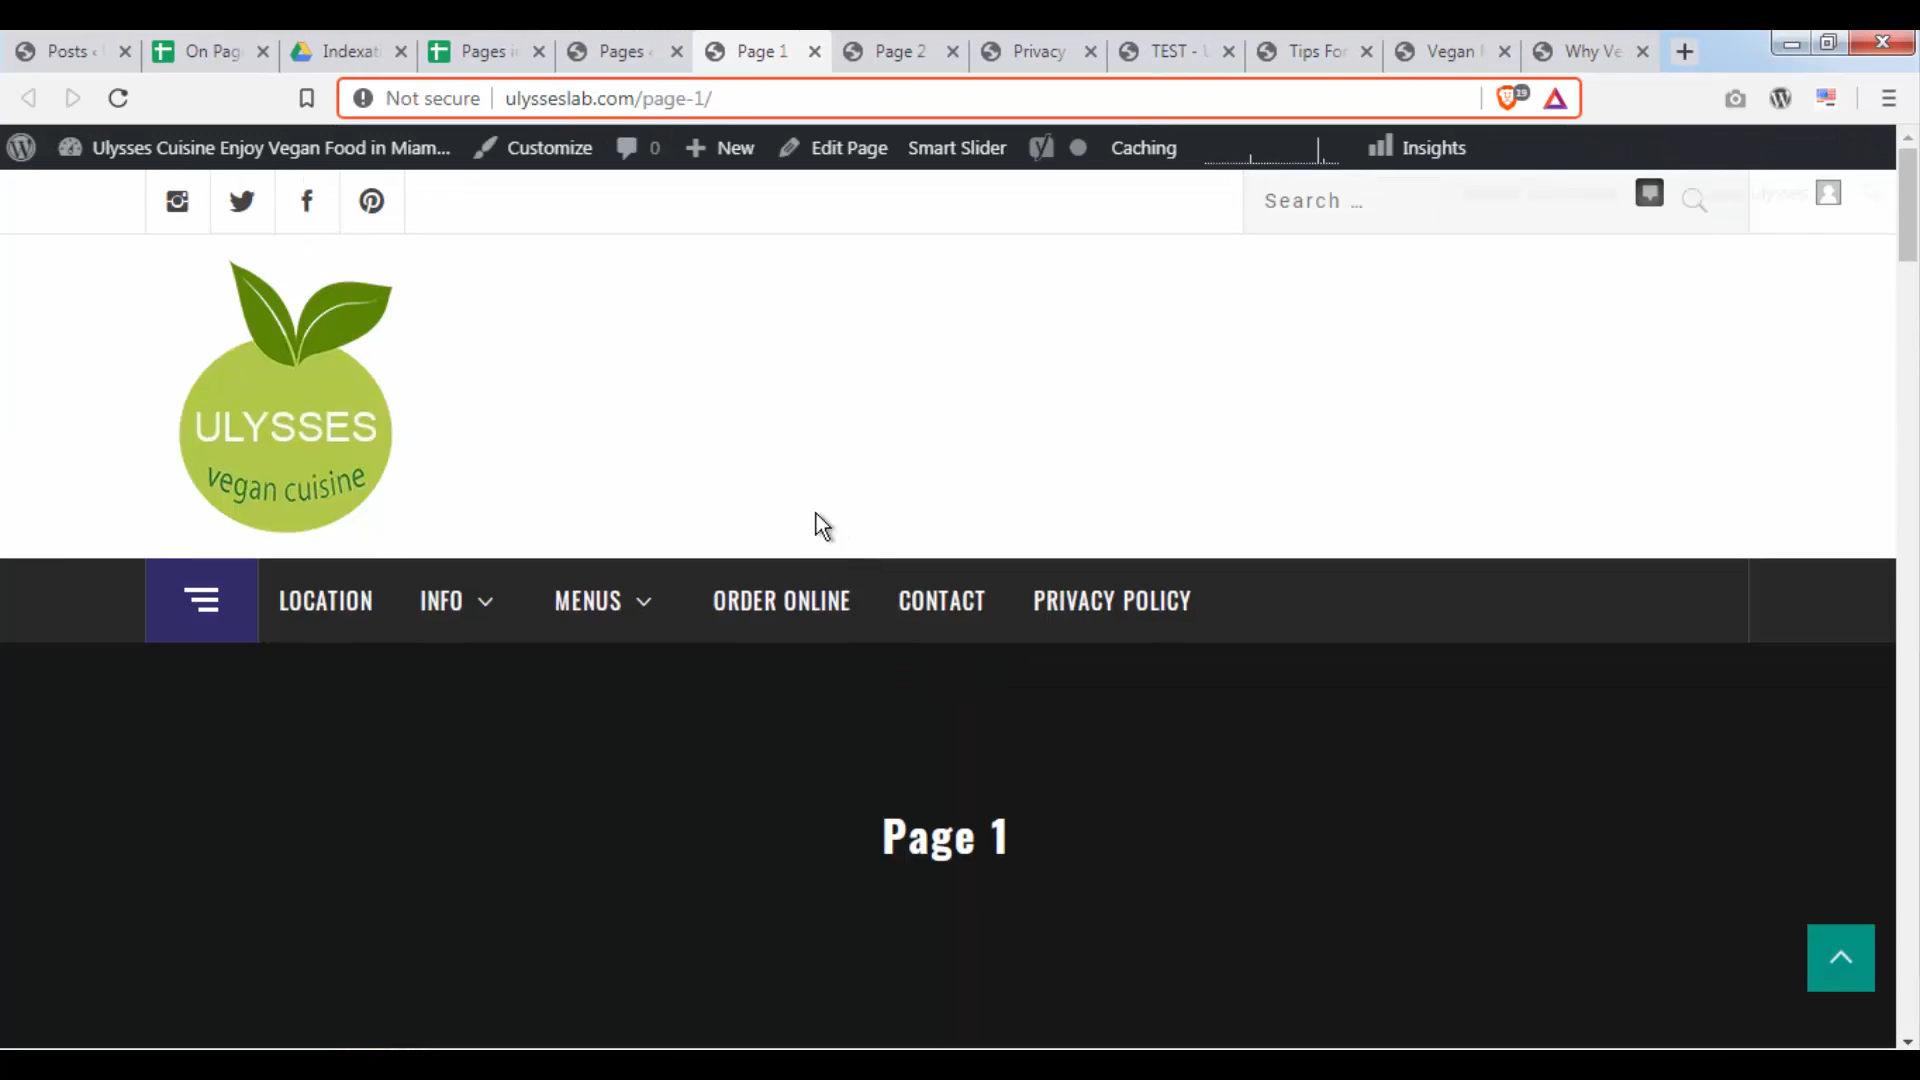 Posts ‹
On Pag
Indexat
Pages i
Pages ‹
Page 1
Page 2
Privacy
TEST -
Tips For
Vegan
Why Ve
Not secure
ulysseslab.com/page-1/
19
Ulysses Cuisine Enjoy Vegan Food in Miam...
Customize
0
New
Edit Page
Smart Slider
Caching
Insights
Search ...
ulysses
ULYSSES
vegan cuisine
LOCATION
INFO
MENUS
ORDER ONLINE
CONTACT
PRIVACY POLICY
Page 1